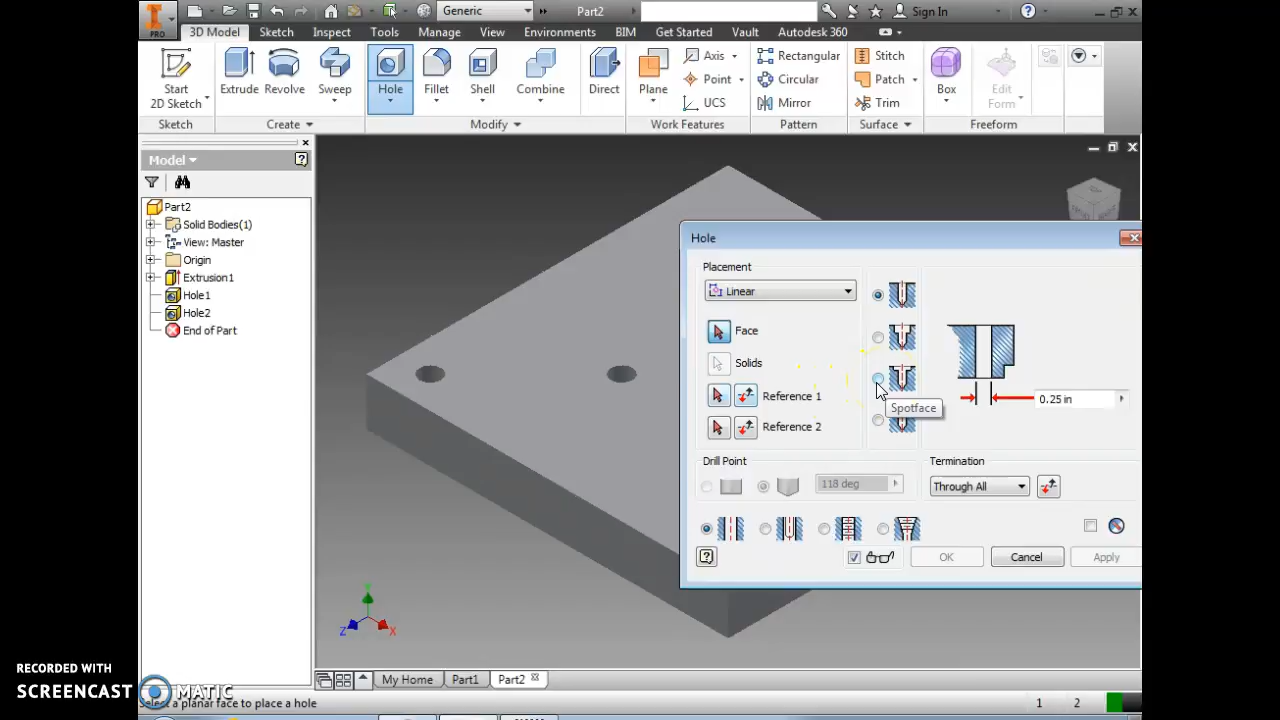 PRO
Generic
Part2
Sign In
3D Model Sketch Inspect Tools Manage View Environments BIM Get Started Vault Autodesk 360
Start
2D Sketch
Extrude
Revolve
Sweep
Hole
Fillet
Shell
Combine
Direct
Plane
Axis
Point
UCS
Rectangular
Circular
Mirror
Stitch
Patch
Trim
Box
Edit
Form
Sketch
Create
Modify
Work Features
Pattern
Surface
Freeform
Model
Part2
Solid Bodies(1)
View: Master
Origin
Extrusion1
Hole1
Hole2
End of Part
Hole
Placement
Linear
Face
Solids
Reference 1
Reference 2
Spotface
0.25 in
Drill Point
118 deg
Termination
Through All
OK
Cancel
Apply
Z
X
My Home
Part1
Part2
RECORDED WITH
SCREENCAST MATIC
Select a planar face to place a hole
1
2